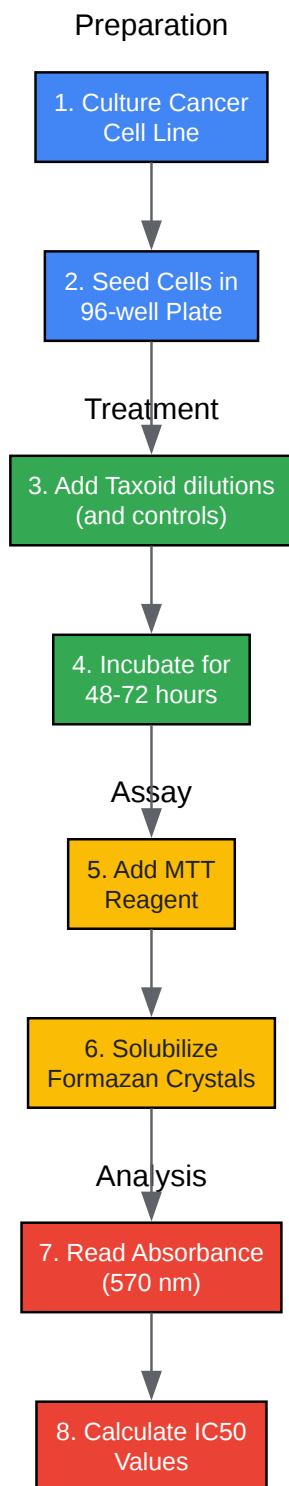 Preparation
1. Culture Cancer
Cell Line
2. Seed Cells in
96-well Plate
Treatment
3. Add Taxoid dilutions
(and controls)
4. Incubate for
48-72 hours
Assay
5. Add MTT
Reagent
6. Solubilize
Formazan Crystals
Analysis
7. Read Absorbance
(570 nm)
8. Calculate IC50
Values